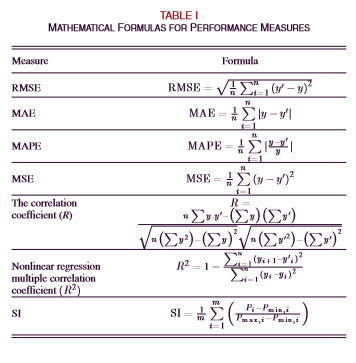 TABLE I
MATHEMATICAL FORMULAS FOR PERFORMANCE MEASURES
Measure Formula
RMSE RMSE = √(1/n ∑_{i=1}^{n} (y′ − y)²)
MAE MAE = 1/n ∑_{i=1}^{n} |y − y′|
MAPE MAPE = 1/n ∑_{i=1}^{n} |(y−y′)/y|
MSE MSE = 1/n ∑_{i=1}^{n} (y − y′)²
The correlation coefficient (R) R = (n∑y.y′−(∑y)(∑y′)) / (√(n(∑y²)−(∑y)²) √(n(∑y′²)−(∑y′)²))
Nonlinear regression multiple correlation coefficient (R²) R² = 1 − (∑_{i=1}^{n}(y_{i+1}−y′_i)²) / (∑_{i=1}^{n}(y_i−y_i)²)
SI SI = 1/m ∑_{i=1}^{m} ((P_i−P_{min,i}) / (P_{max,i}−P_{min,i}))